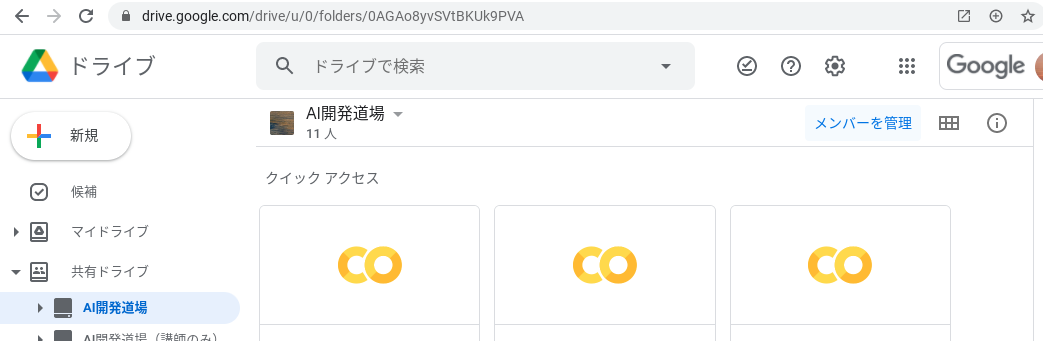 drive.google.com/drive/u/0/folders/0AGAo8yvSVtBKUk9PVA
ドライブ
ドライブで検索
Google
新規
AI開発道場
11 人
メンバーを管理
候補
クイック アクセス
マイドライブ
共有ドライブ
AI開発道場
AI開発道場（講師のみ）